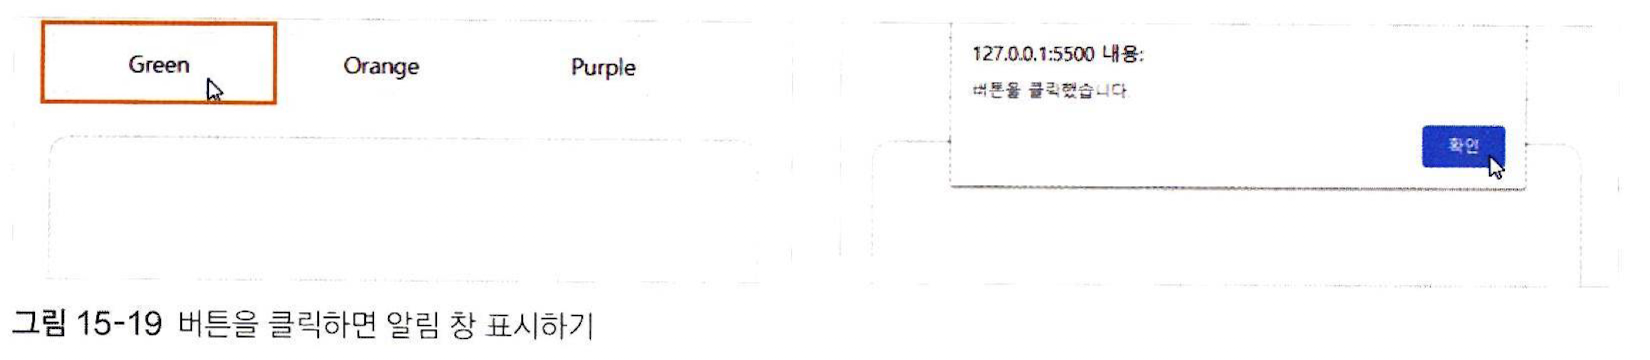 Green Orange Purple
127.0.0.1:5500 내용:
버튼을 클릭했습니다.
확인
그림 15-19 버튼을 클릭하면 알림 창 표시하기